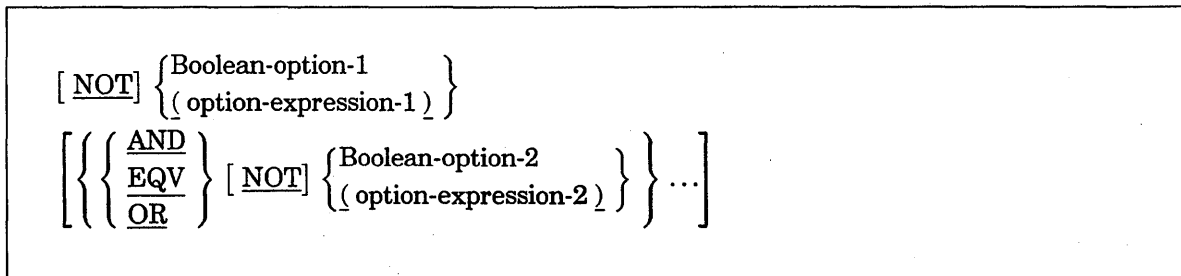 [ NOT] { Boolean-option-1
( option-expression-1 ) }
[ { { AND
EQV
OR } [ NOT] { Boolean-option-2
( option-expression-2 ) } } ... ]